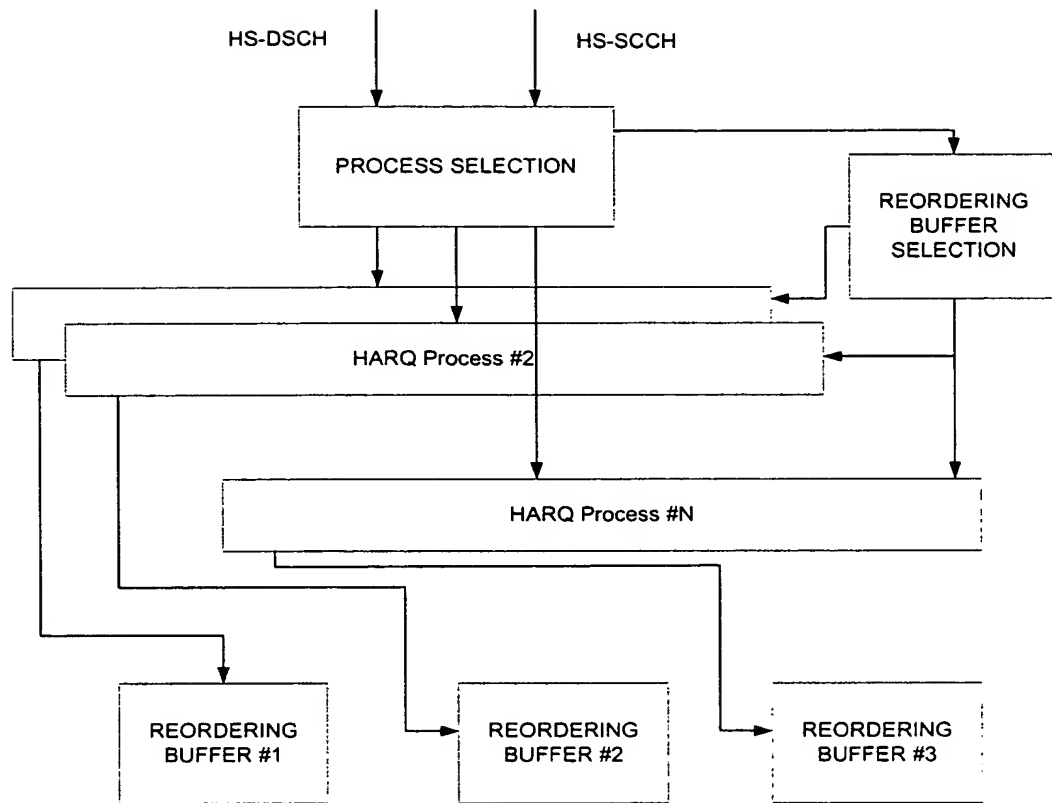 HS-DSCH
HS-SCCH
PROCESS SELECTION
REORDERING
BUFFER
SELECTION
HARQ Process #2
HARQ Process #N
REORDERING
BUFFER #1
REORDERING
BUFFER #2
REORDERING
BUFFER #3